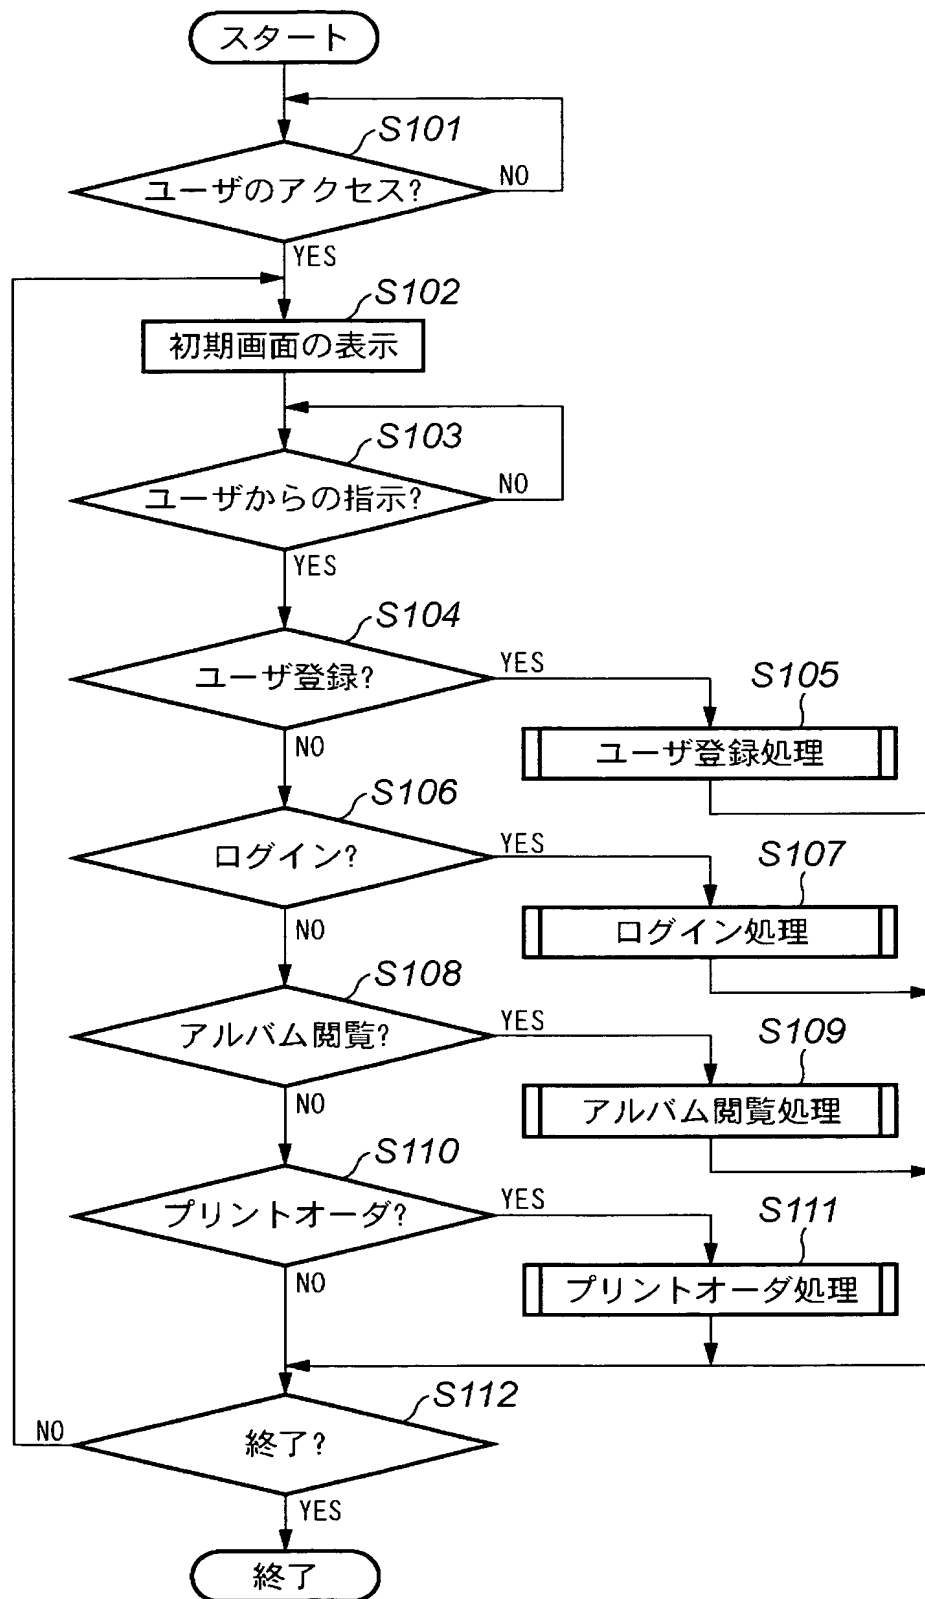 スタート
S101
ユーザのアクセス?
NO
YES
S102
初期画面の表示
S103
ユーザからの指示?
NO
YES
S104
ユーザ登録?
YES
NO
S105
ユーザ登録処理
S106
ログイン?
YES
NO
S107
ログイン処理
S108
アルバム閲覧?
YES
NO
S109
アルバム閲覧処理
S110
プリントオーダ?
YES
NO
S111
プリントオーダ処理
S112
終了?
NO
YES
終了